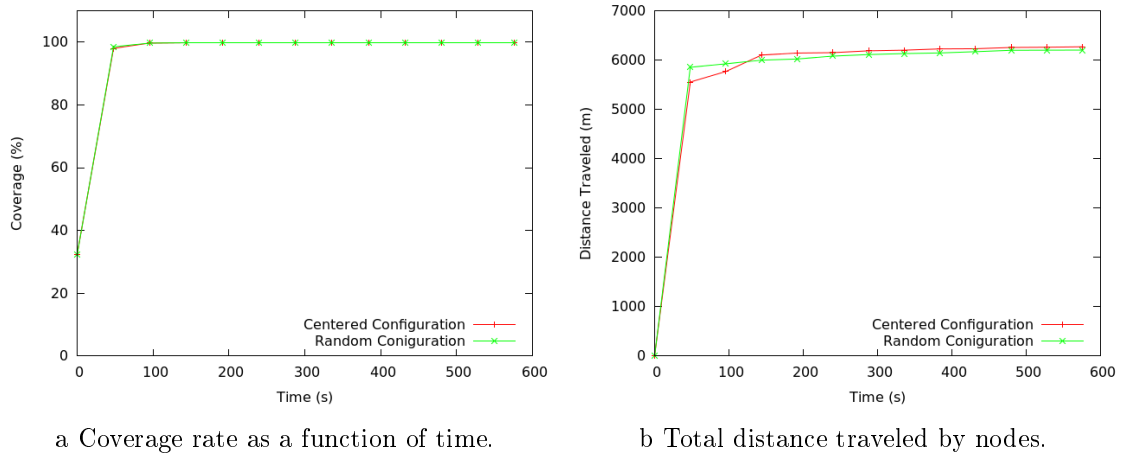 100
80
60
40
20
0
Coverage (%)
0 100 200 300 400 500 600
Time (s)
Centered Configuration
Random Coniguration
a Coverage rate as a function of time.
7000
6000
5000
4000
3000
2000
1000
0
Distance Traveled (m)
0 100 200 300 400 500 600
Time (s)
Centered Configuration
Random Coniguration
b Total distance traveled by nodes.